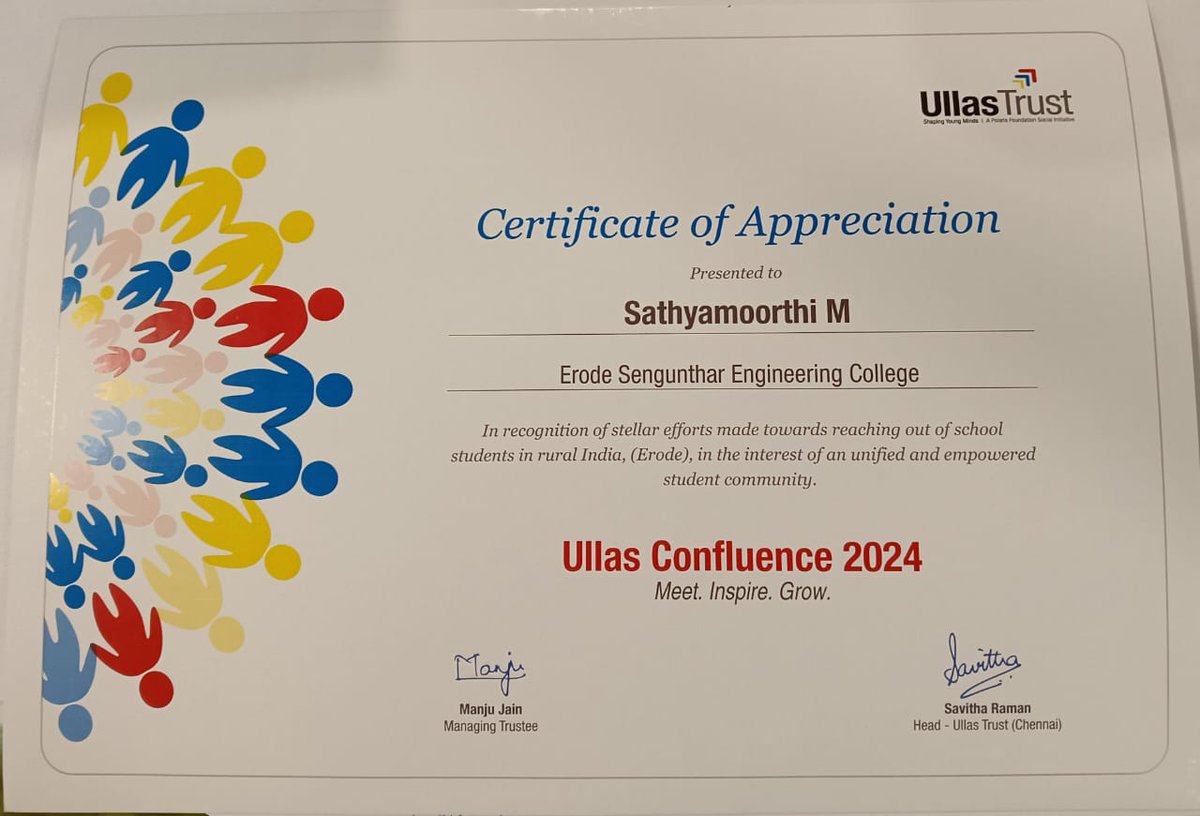 UllasTrust
Shaping Young Minds | A Polaris Foundation Social Initiative
Certificate of Appreciation
Presented to
Sathyamoorthi M
Erode Sengunthar Engineering College
In recognition of stellar efforts made towards reaching out of school
students in rural India, (Erode), in the interest of an unified and empowered
student community.
Ullas Confluence 2024
Meet. Inspire. Grow.
Manju
Manju Jain
Managing Trustee
Savitha
Savitha Raman
Head - Ullas Trust (Chennai)